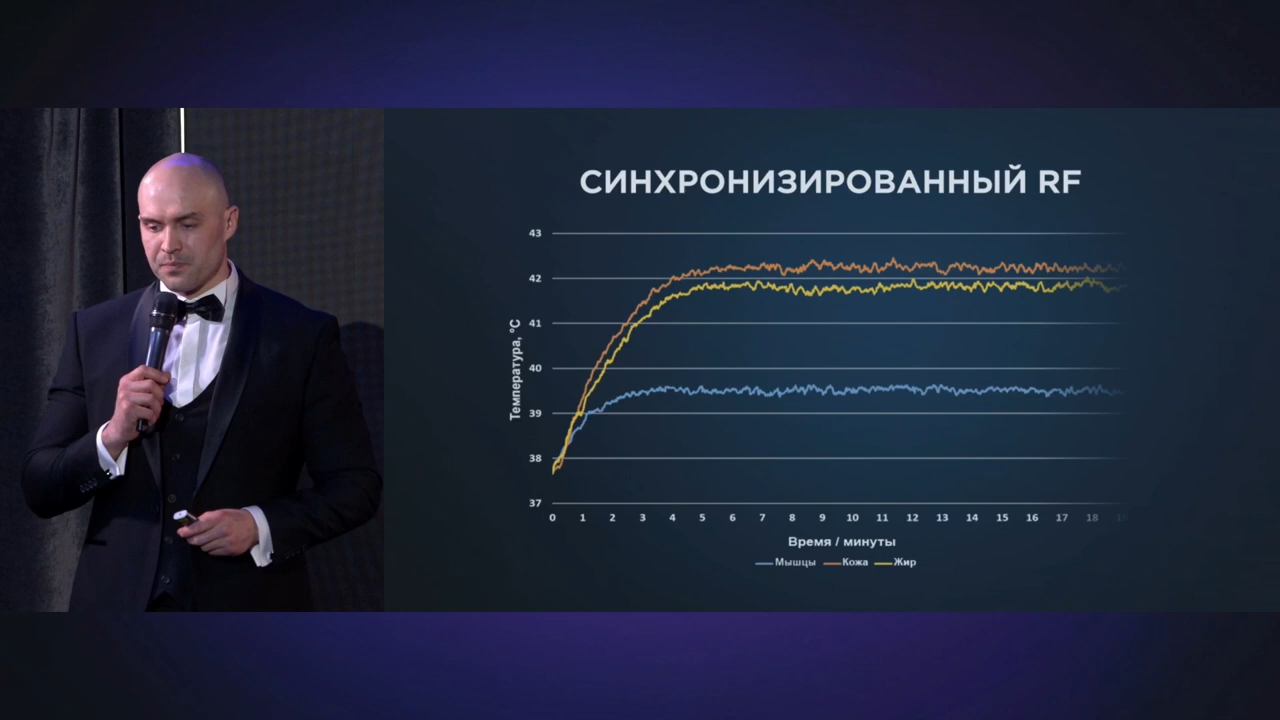 СИНХРОНИЗИРОВАННЫЙ RF
43
42
41
40
39
38
37
Температура, °C
0 1 2 3 4 5 6 7 8 9 10 11 12 13 14 15 16 17 18 19
Время / минуты
Мышцы Кожа Жир